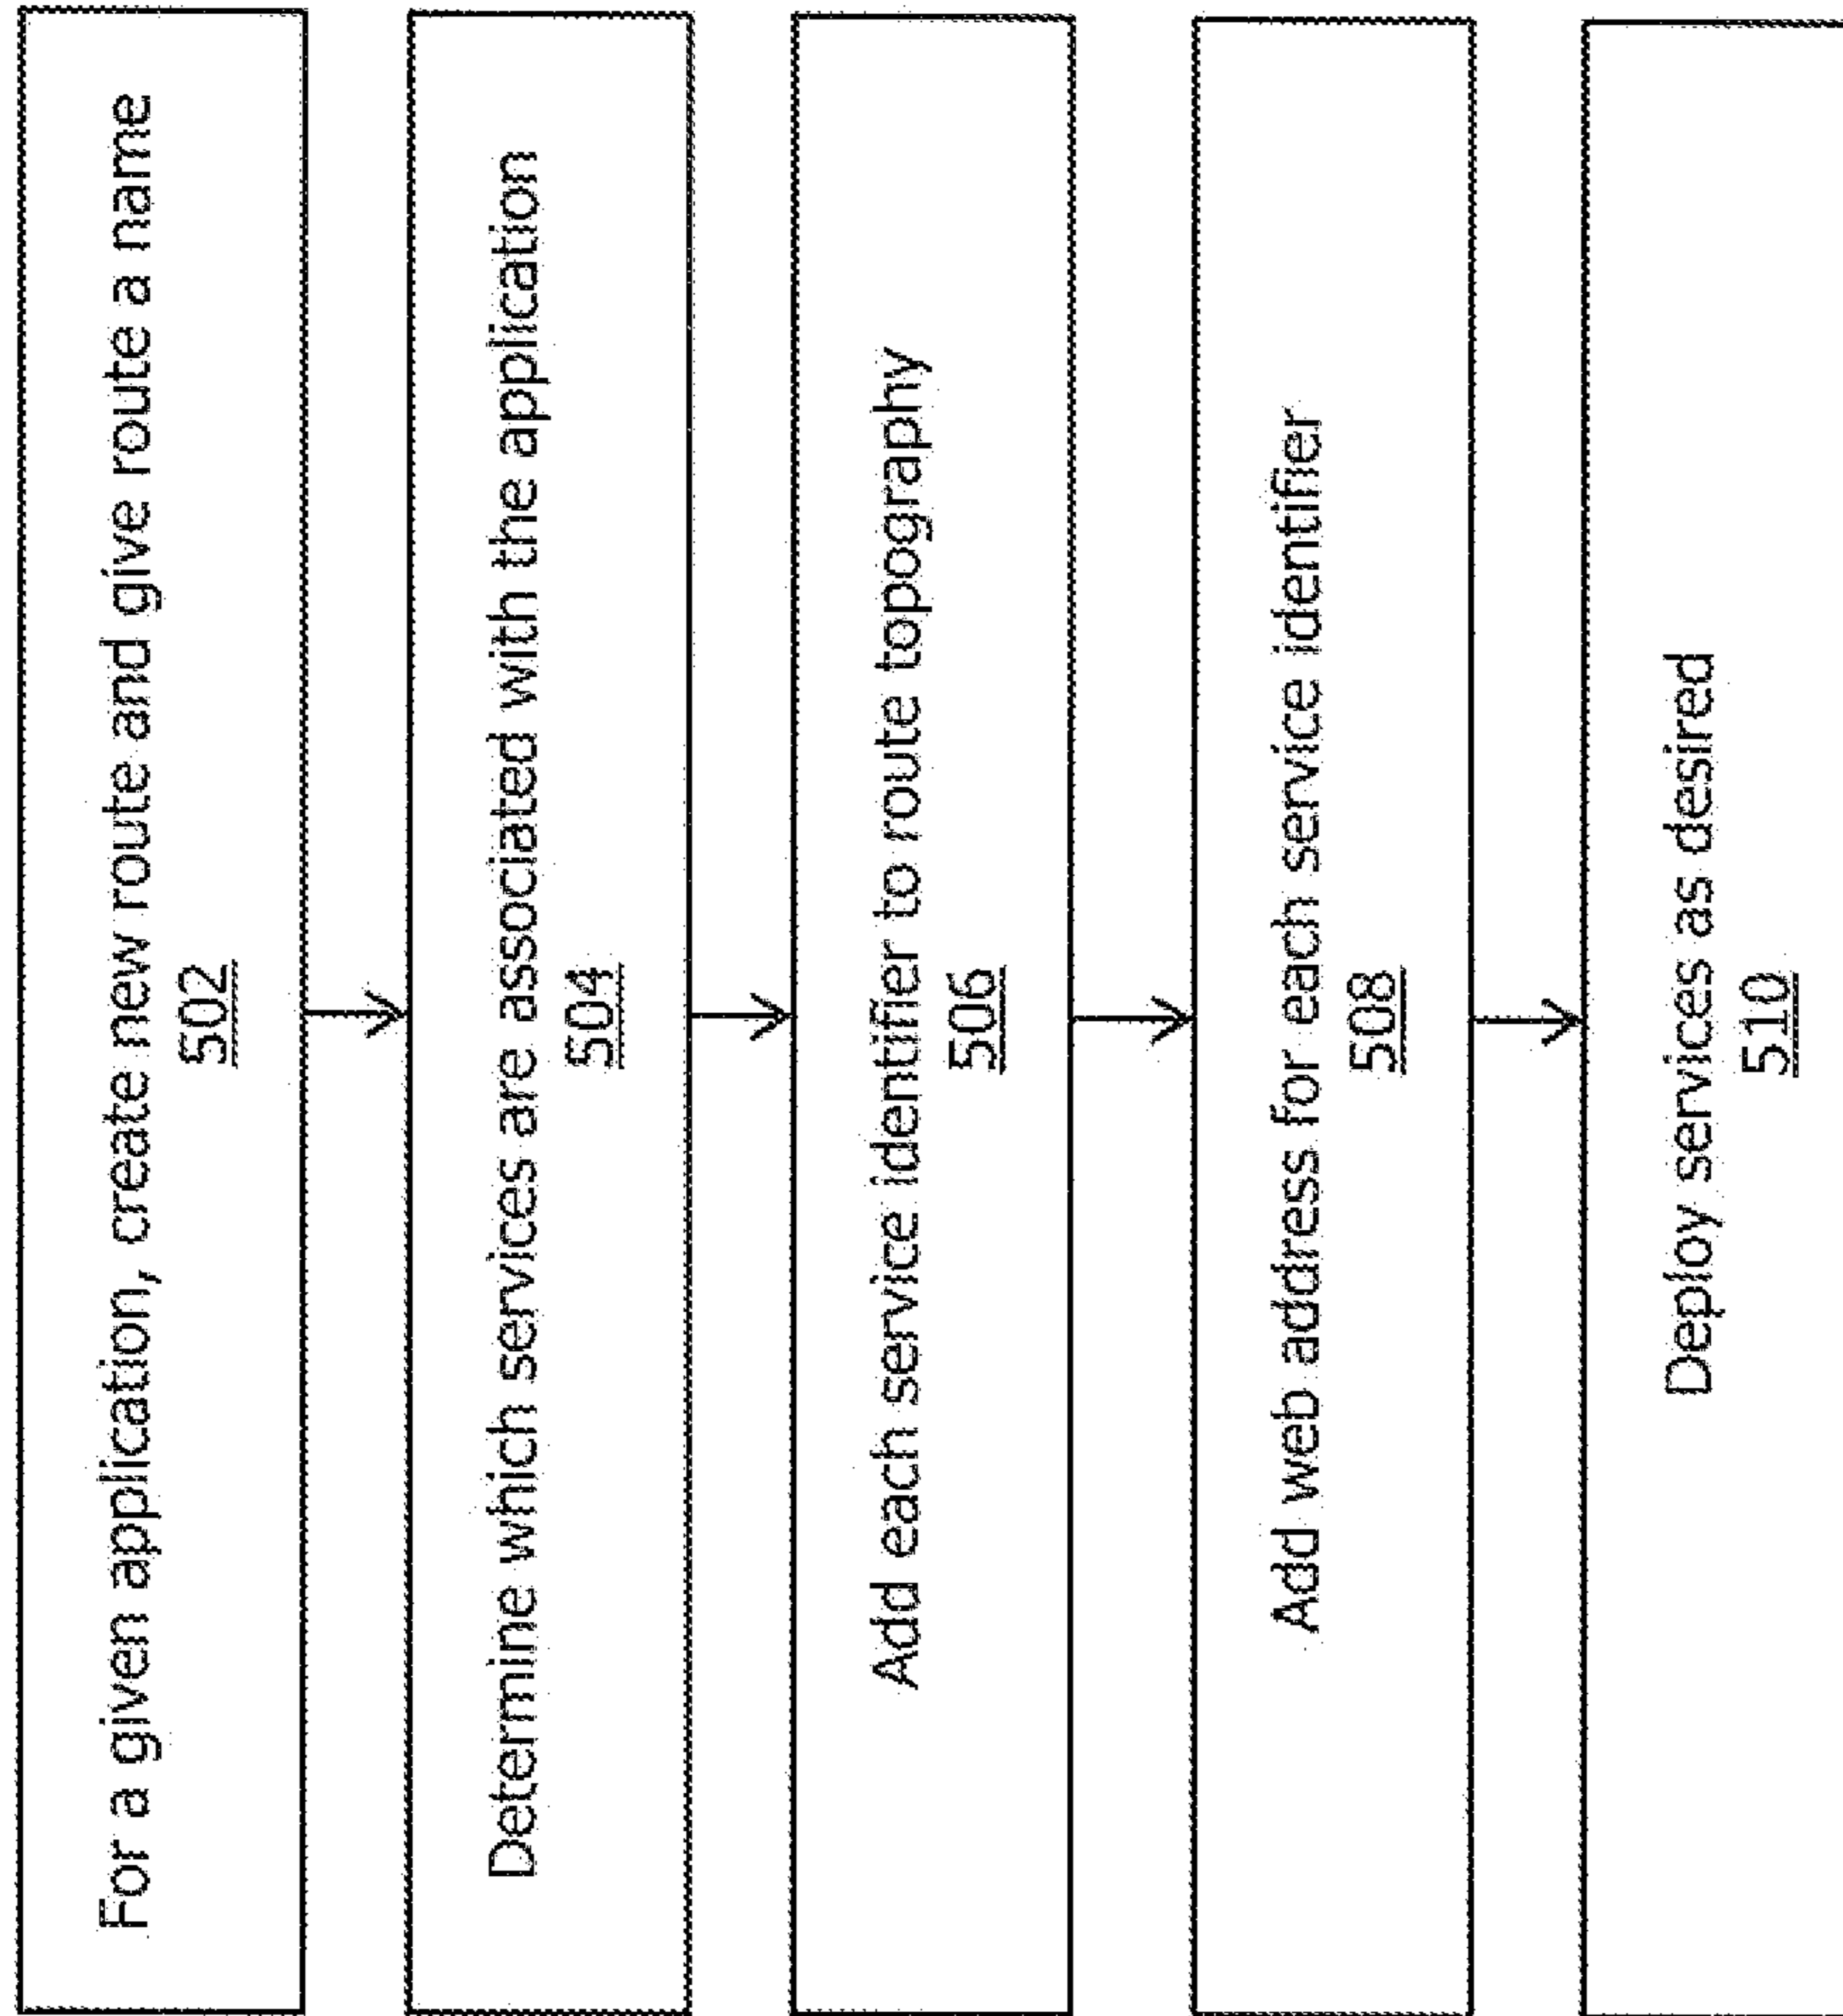 For a given application, create new route and give route a name
502
Determine which services are associated with the application
504
Add each service identifier to route topography
506
Add web address for each service identifier
508
Deploy services as desired
510